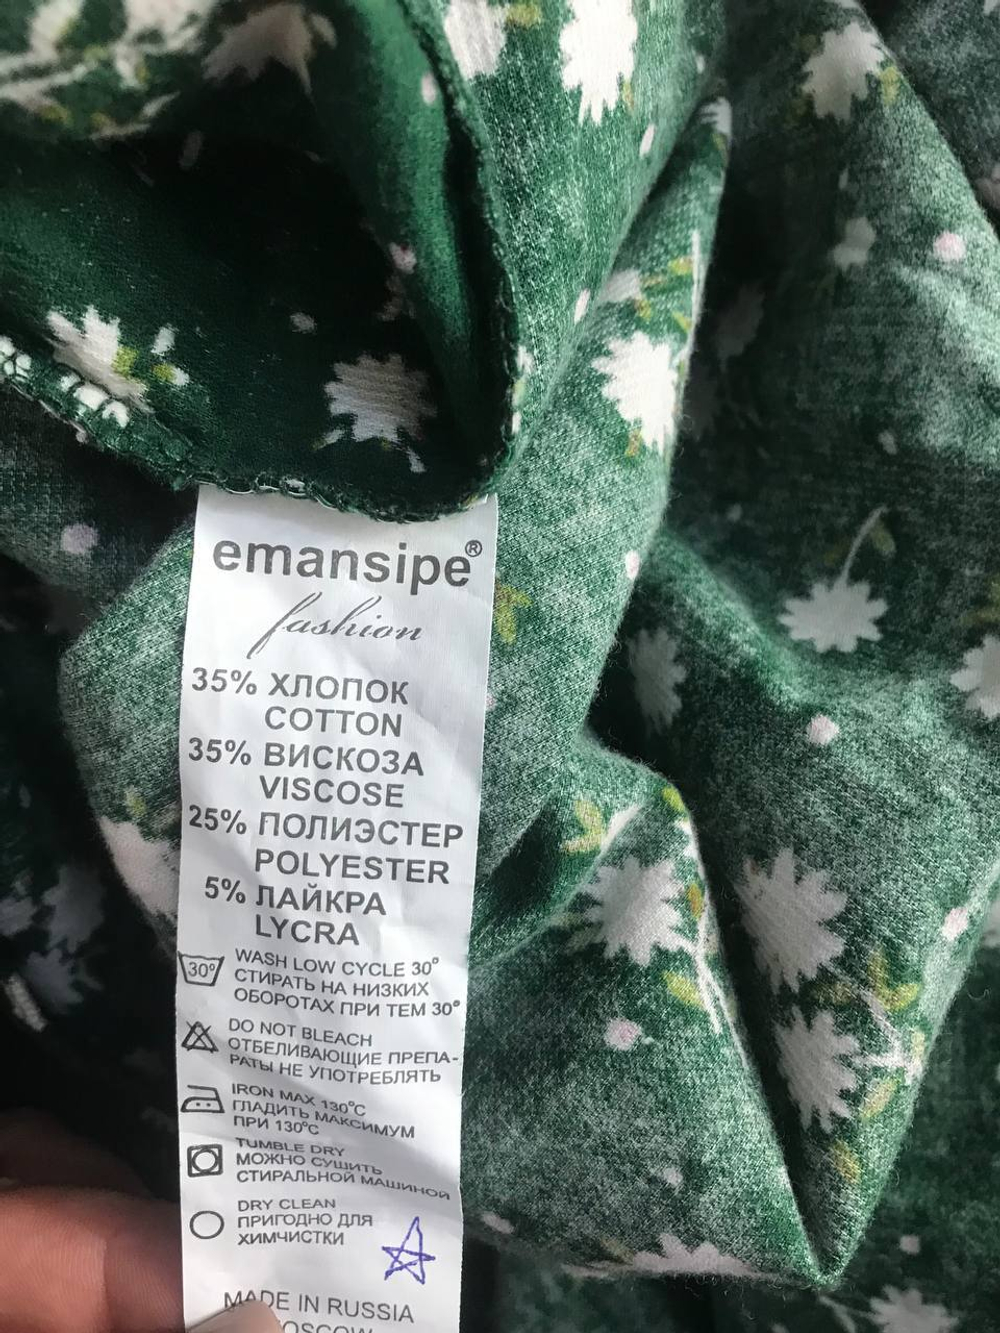 emansipe®
fashion
35% ХЛОПОК
COTTON
35% ВИСКОЗА
VISCOSE
25% ПОЛИЭСТЕР
POLYESTER
5% ЛАЙКРА
LYCRA
30° WASH LOW CYCLE 30°
СТИРАТЬ НА НИЗКИХ
ОБОРОТАХ ПРИ ТЕМ 30°
DO NOT BLEACH
ОТБЕЛИВАЮЩИЕ ПРЕПА-
РАТЫ НЕ УПОТРЕБЛЯТЬ
IRON MAX 130°C
ГЛАДИТЬ МАКСИМУМ
ПРИ 130°C
TUMBLE DRY
МОЖНО СУШИТЬ
СТИРАЛЬНОЙ МАШИНОЙ
DRY CLEAN
ПРИГОДНО ДЛЯ
ХИМЧИСТКИ
MADE IN RUSSIA